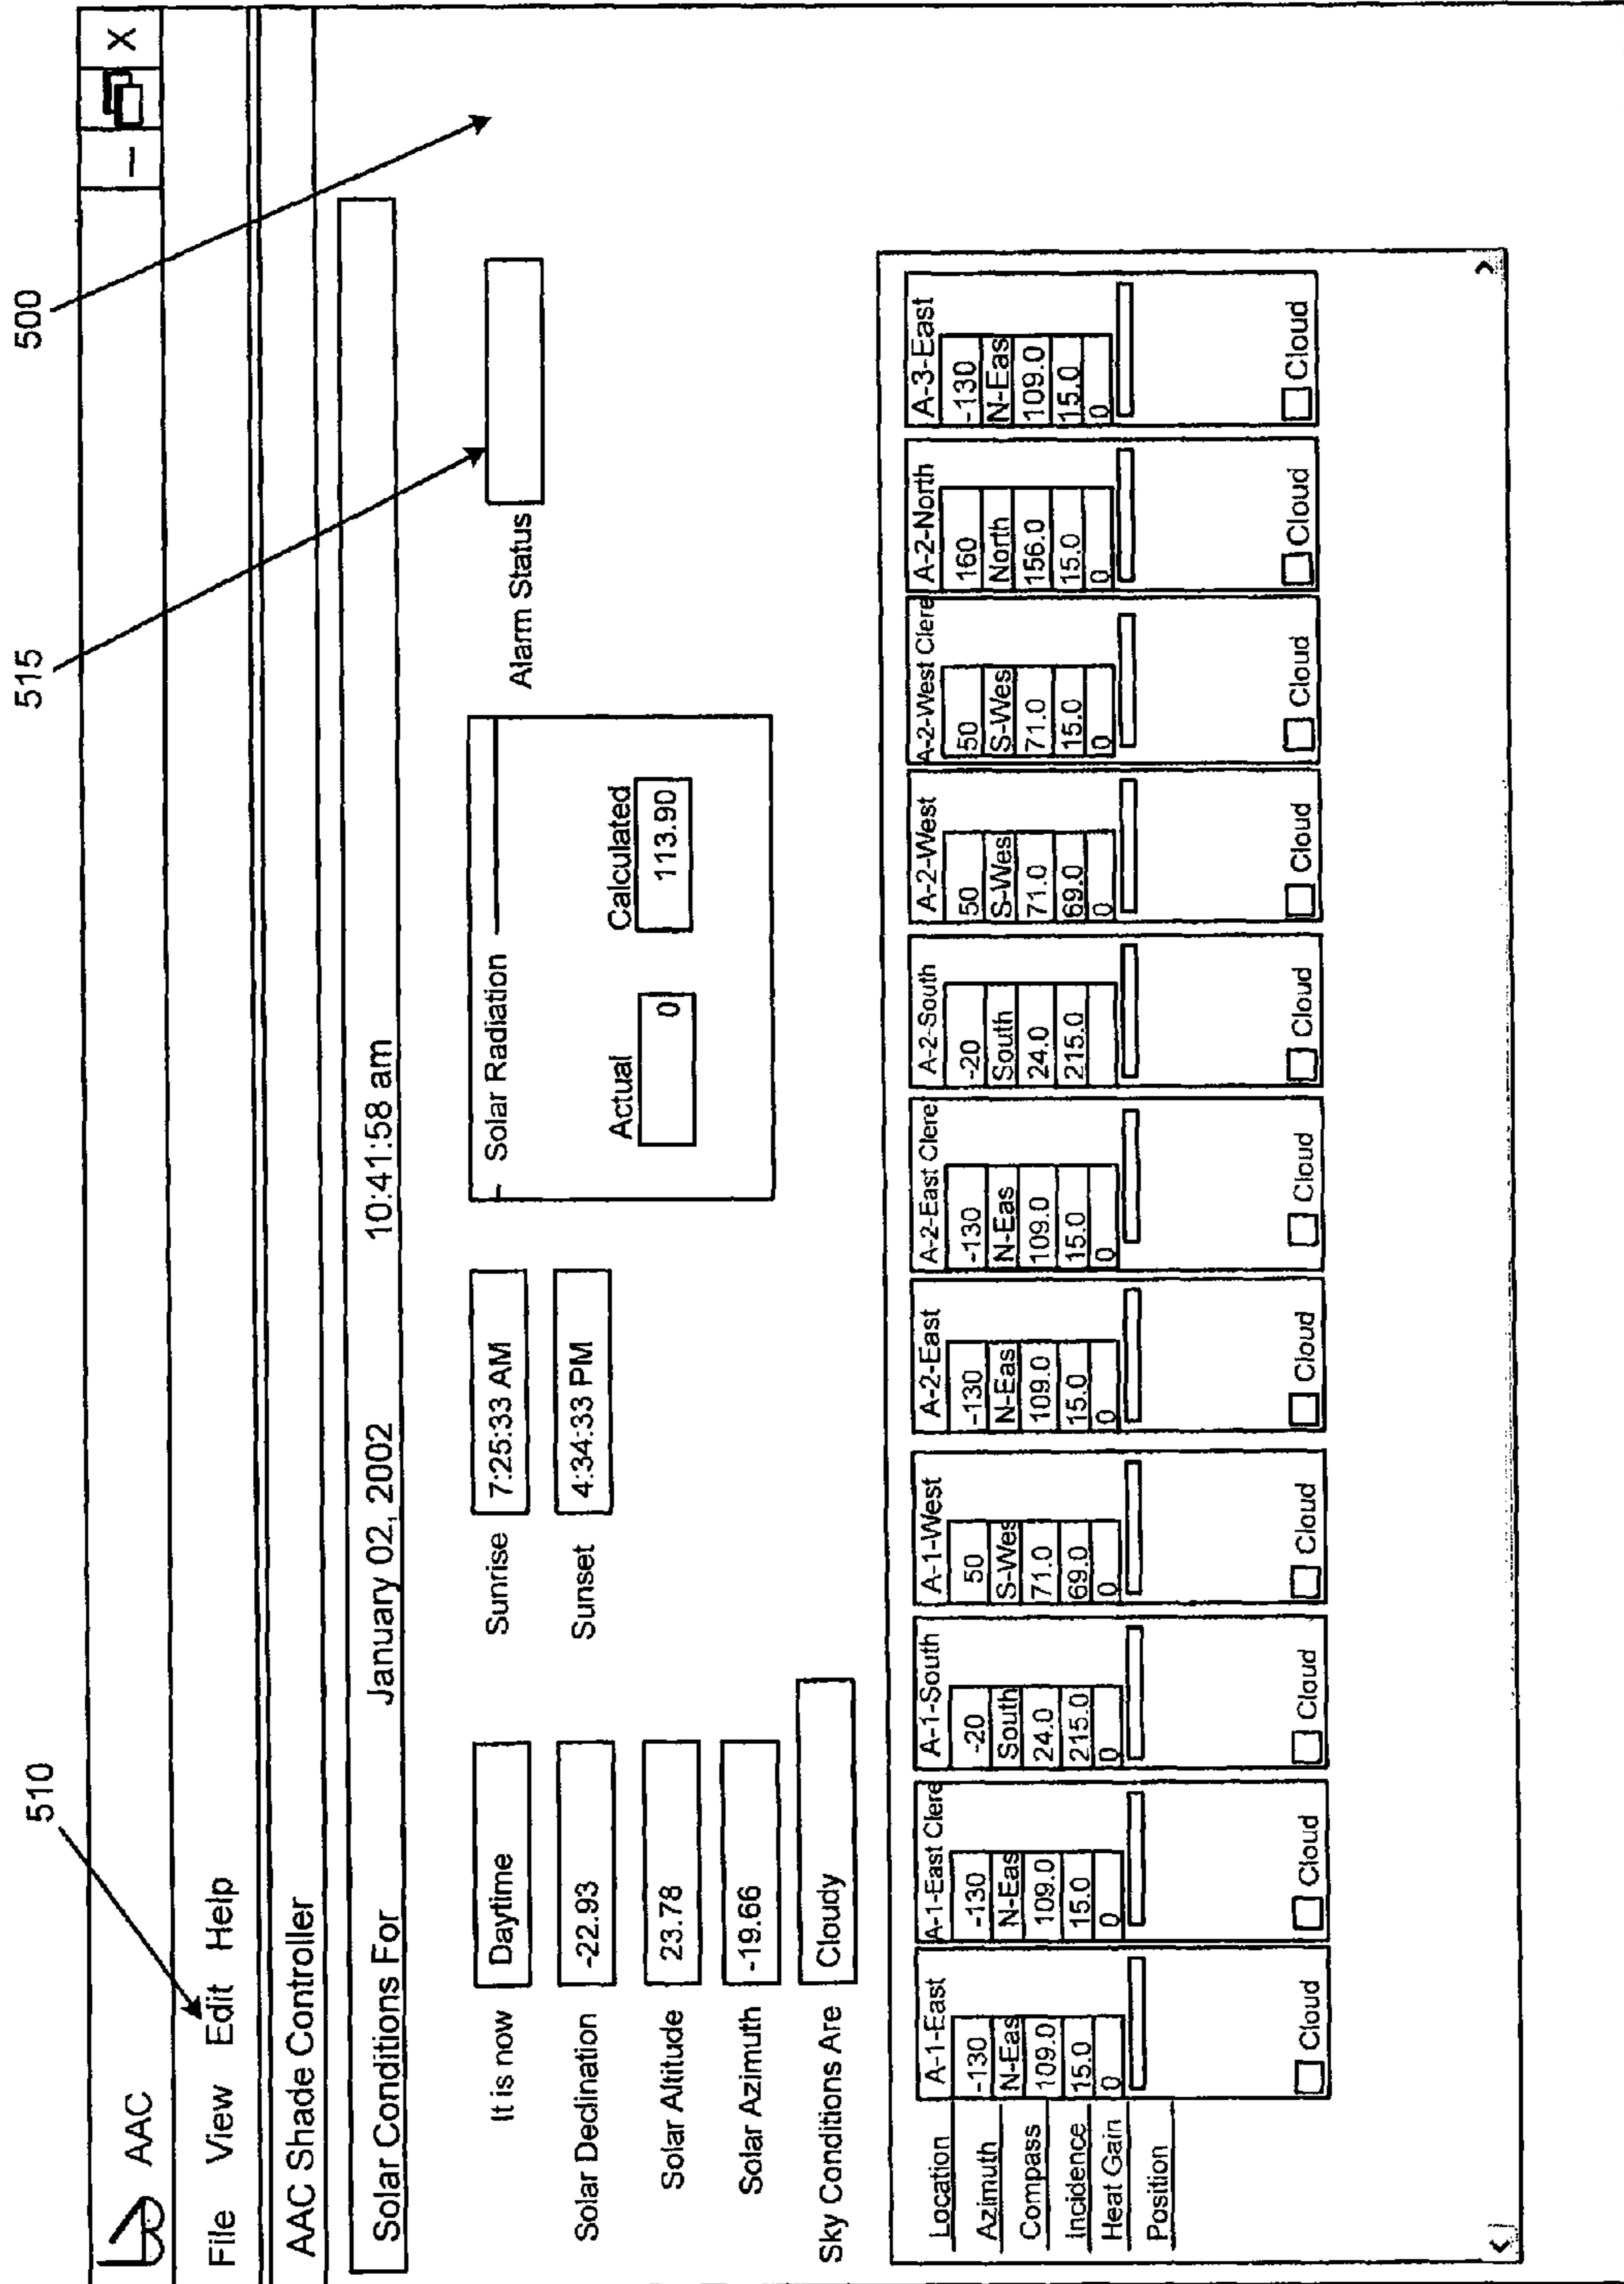 500
515
510
AAC
– X
File View Edit Help
AAC Shade Controller
Solar Conditions For January 02, 2002 10:41:58 am
It is now Daytime
Solar Declination -22.93
Solar Altitude 23.78
Solar Azimuth -19.66
Sky Conditions Are Cloudy
Sunrise 7:25:33 AM
Sunset 4:34:33 PM
Solar Radiation
Actual Calculated
0 113.90
Alarm Status
Location A-1-East A-1-East Clere A-1-South A-1-West A-2-East A-2-East Clere A-2-South A-2-West A-2-West Clere A-2-North A-3-East
Azimuth -130 -130 -20 50 -130 -130 -20 50 50 160 -130
Compass N-Eas N-Eas South S-Wes N-Eas N-Eas South S-Wes S-Wes North N-Eas
Incidence 109.0 109.0 24.0 71.0 109.0 109.0 24.0 71.0 71.0 156.0 109.0
Heat Gain 15.0 15.0 215.0 69.0 15.0 15.0 215.0 69.0 15.0 15.0 15.0
Position 0 0 0 0 0 0 0 0 0 0
Cloud Cloud Cloud Cloud Cloud Cloud Cloud Cloud Cloud Cloud Cloud